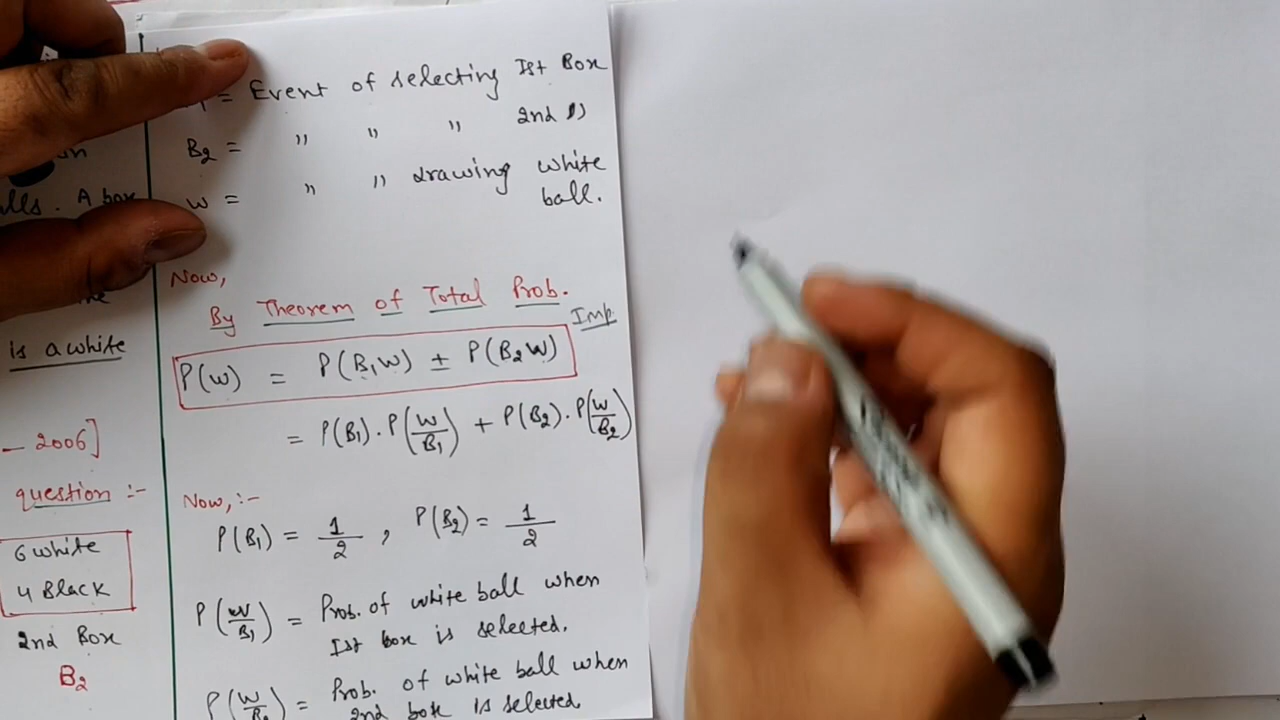 alls. A box
is a white
- 2006]
question :-
6 white
4 Black
2nd Box
B2
= Event of selecting Ist Box
B2 = " " " 2nd "
W = " " drawing white
ball.
Now,
By Theorem of Total Prob.
Imp
P(W) = P(B1W) ± P(B2W)
= P(B1).P(W/B1) + P(B2).P(W/B2)
Now, :-
P(B1) = 1/2 , P(B2) = 1/2
P(W/B1) = Prob. of white ball when
Ist box is selected.
P(W/B2) = Prob. of white ball when
2nd box is selected.